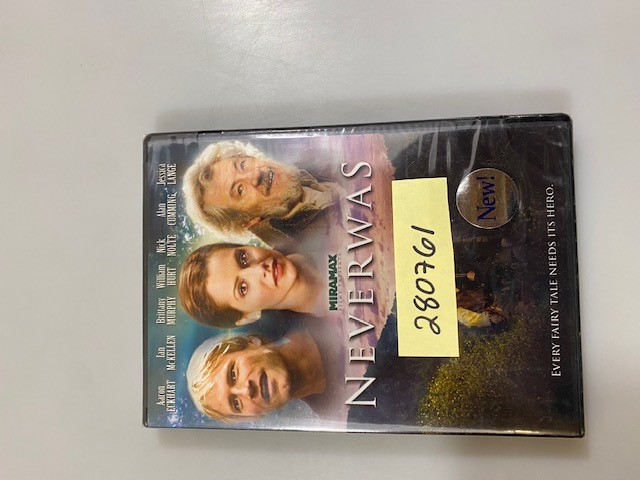 Aaron ECKHART
Ian McKELLEN
Brittany MURPHY
William HURT
Nick NOLTE
Alan CUMMING
Jessica LANGE
MIRAMAX
NEVERWAS
280761
New!
EVERY FAIRY TALE NEEDS ITS HERO.